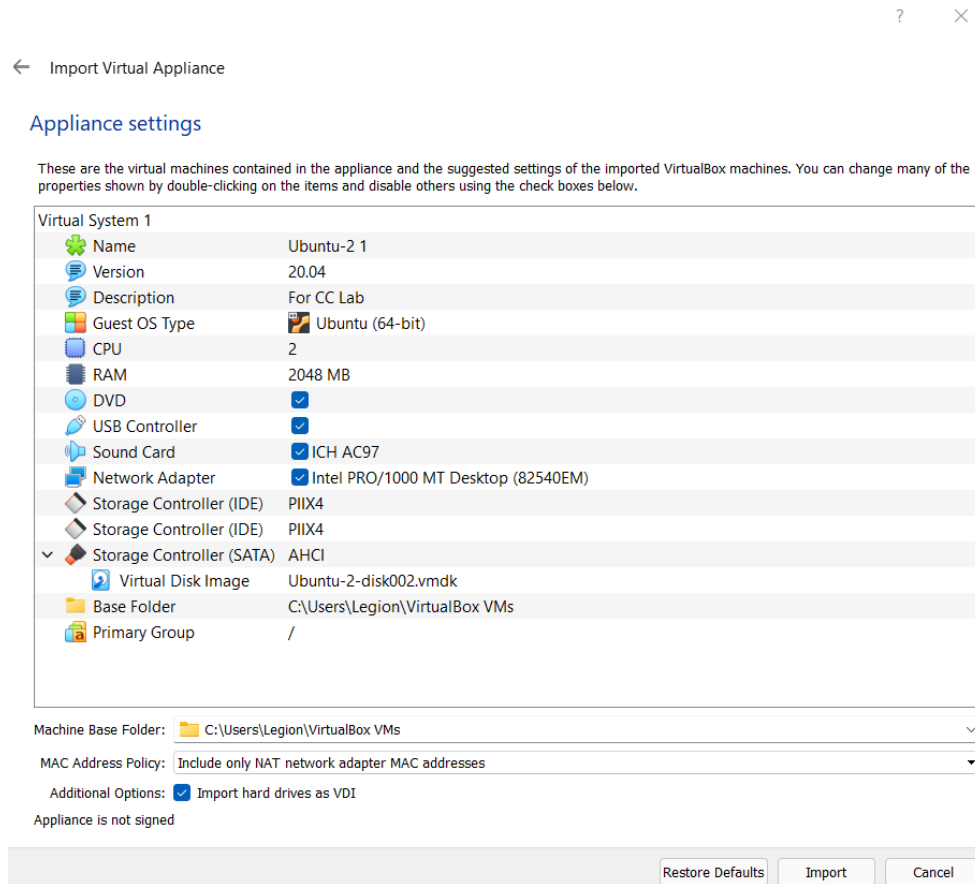 ?
Import Virtual Appliance
Appliance settings
These are the virtual machines contained in the appliance and the suggested settings of the imported VirtualBox machines. You can change many of the
properties shown by double-clicking on the items and disable others using the check boxes below.
Virtual System 1
Name Ubuntu-2 1
Version 20.04
Description For CC Lab
Guest OS Type Ubuntu (64-bit)
CPU 2
RAM 2048 MB
DVD
USB Controller
Sound Card ICH AC97
Network Adapter Intel PRO/1000 MT Desktop (82540EM)
Storage Controller (IDE) PIIX4
Storage Controller (IDE) PIIX4
Storage Controller (SATA) AHCI
Virtual Disk Image Ubuntu-2-disk002.vmdk
Base Folder C:\Users\Legion\VirtualBox VMs
Primary Group /
Machine Base Folder: C:\Users\Legion\VirtualBox VMs
MAC Address Policy: Include only NAT network adapter MAC addresses
Additional Options: Import hard drives as VDI
Appliance is not signed
Restore Defaults Import Cancel